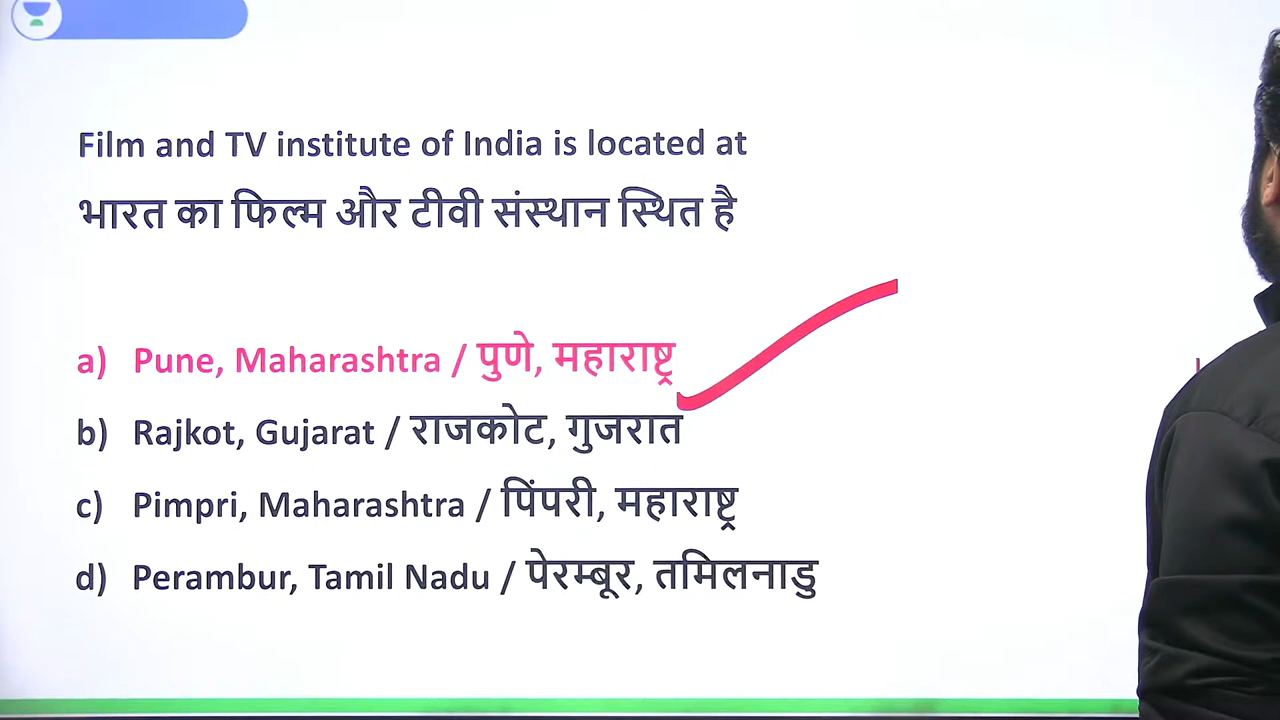 Film and TV institute of India is located at
भारत का फिल्म और टीवी संस्थान स्थित है
a) Pune, Maharashtra / पुणे, महाराष्ट्र
b) Rajkot, Gujarat / राजकोट, गुजरात
c) Pimpri, Maharashtra / पिंपरी, महाराष्ट्र
d) Perambur, Tamil Nadu / पेरम्बूर, तमिलनाडु